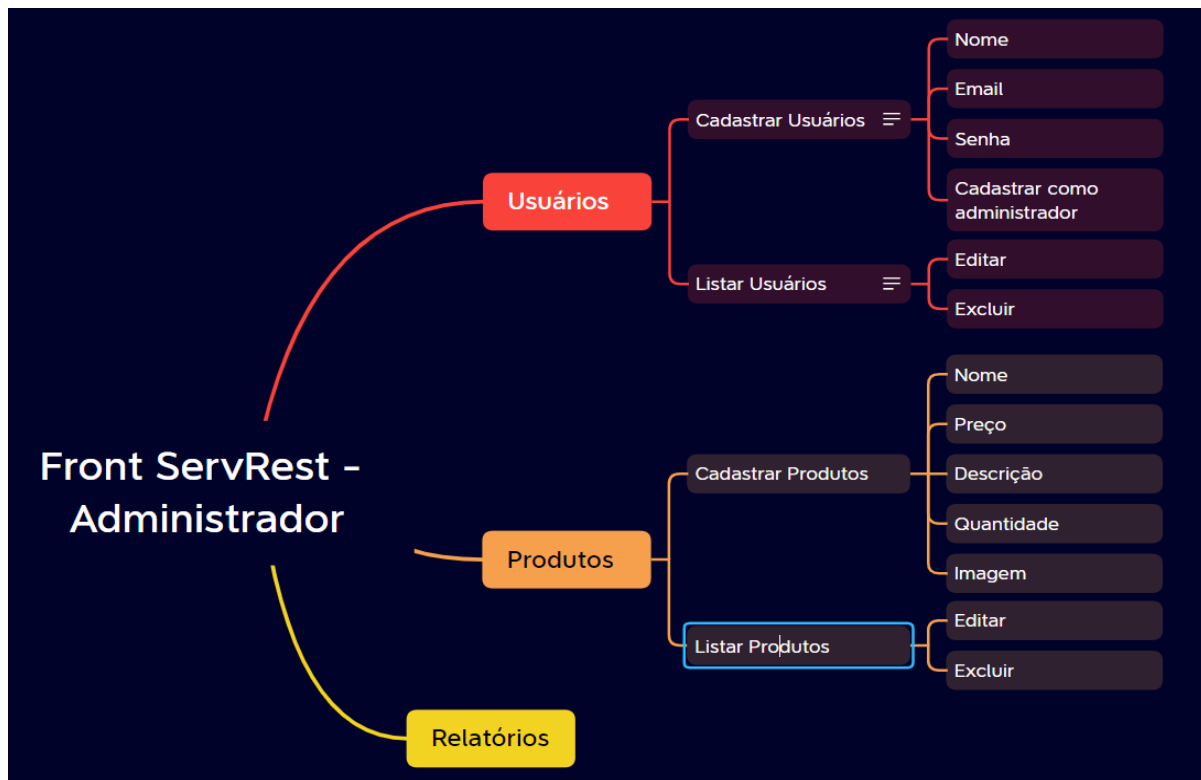 Front ServRest -
Administrador
Usuários
Cadastrar Usuários
Nome
Email
Senha
Cadastrar como
administrador
Listar Usuários
Editar
Excluir
Produtos
Cadastrar Produtos
Nome
Preço
Descrição
Quantidade
Imagem
Listar Produtos
Editar
Excluir
Relatórios